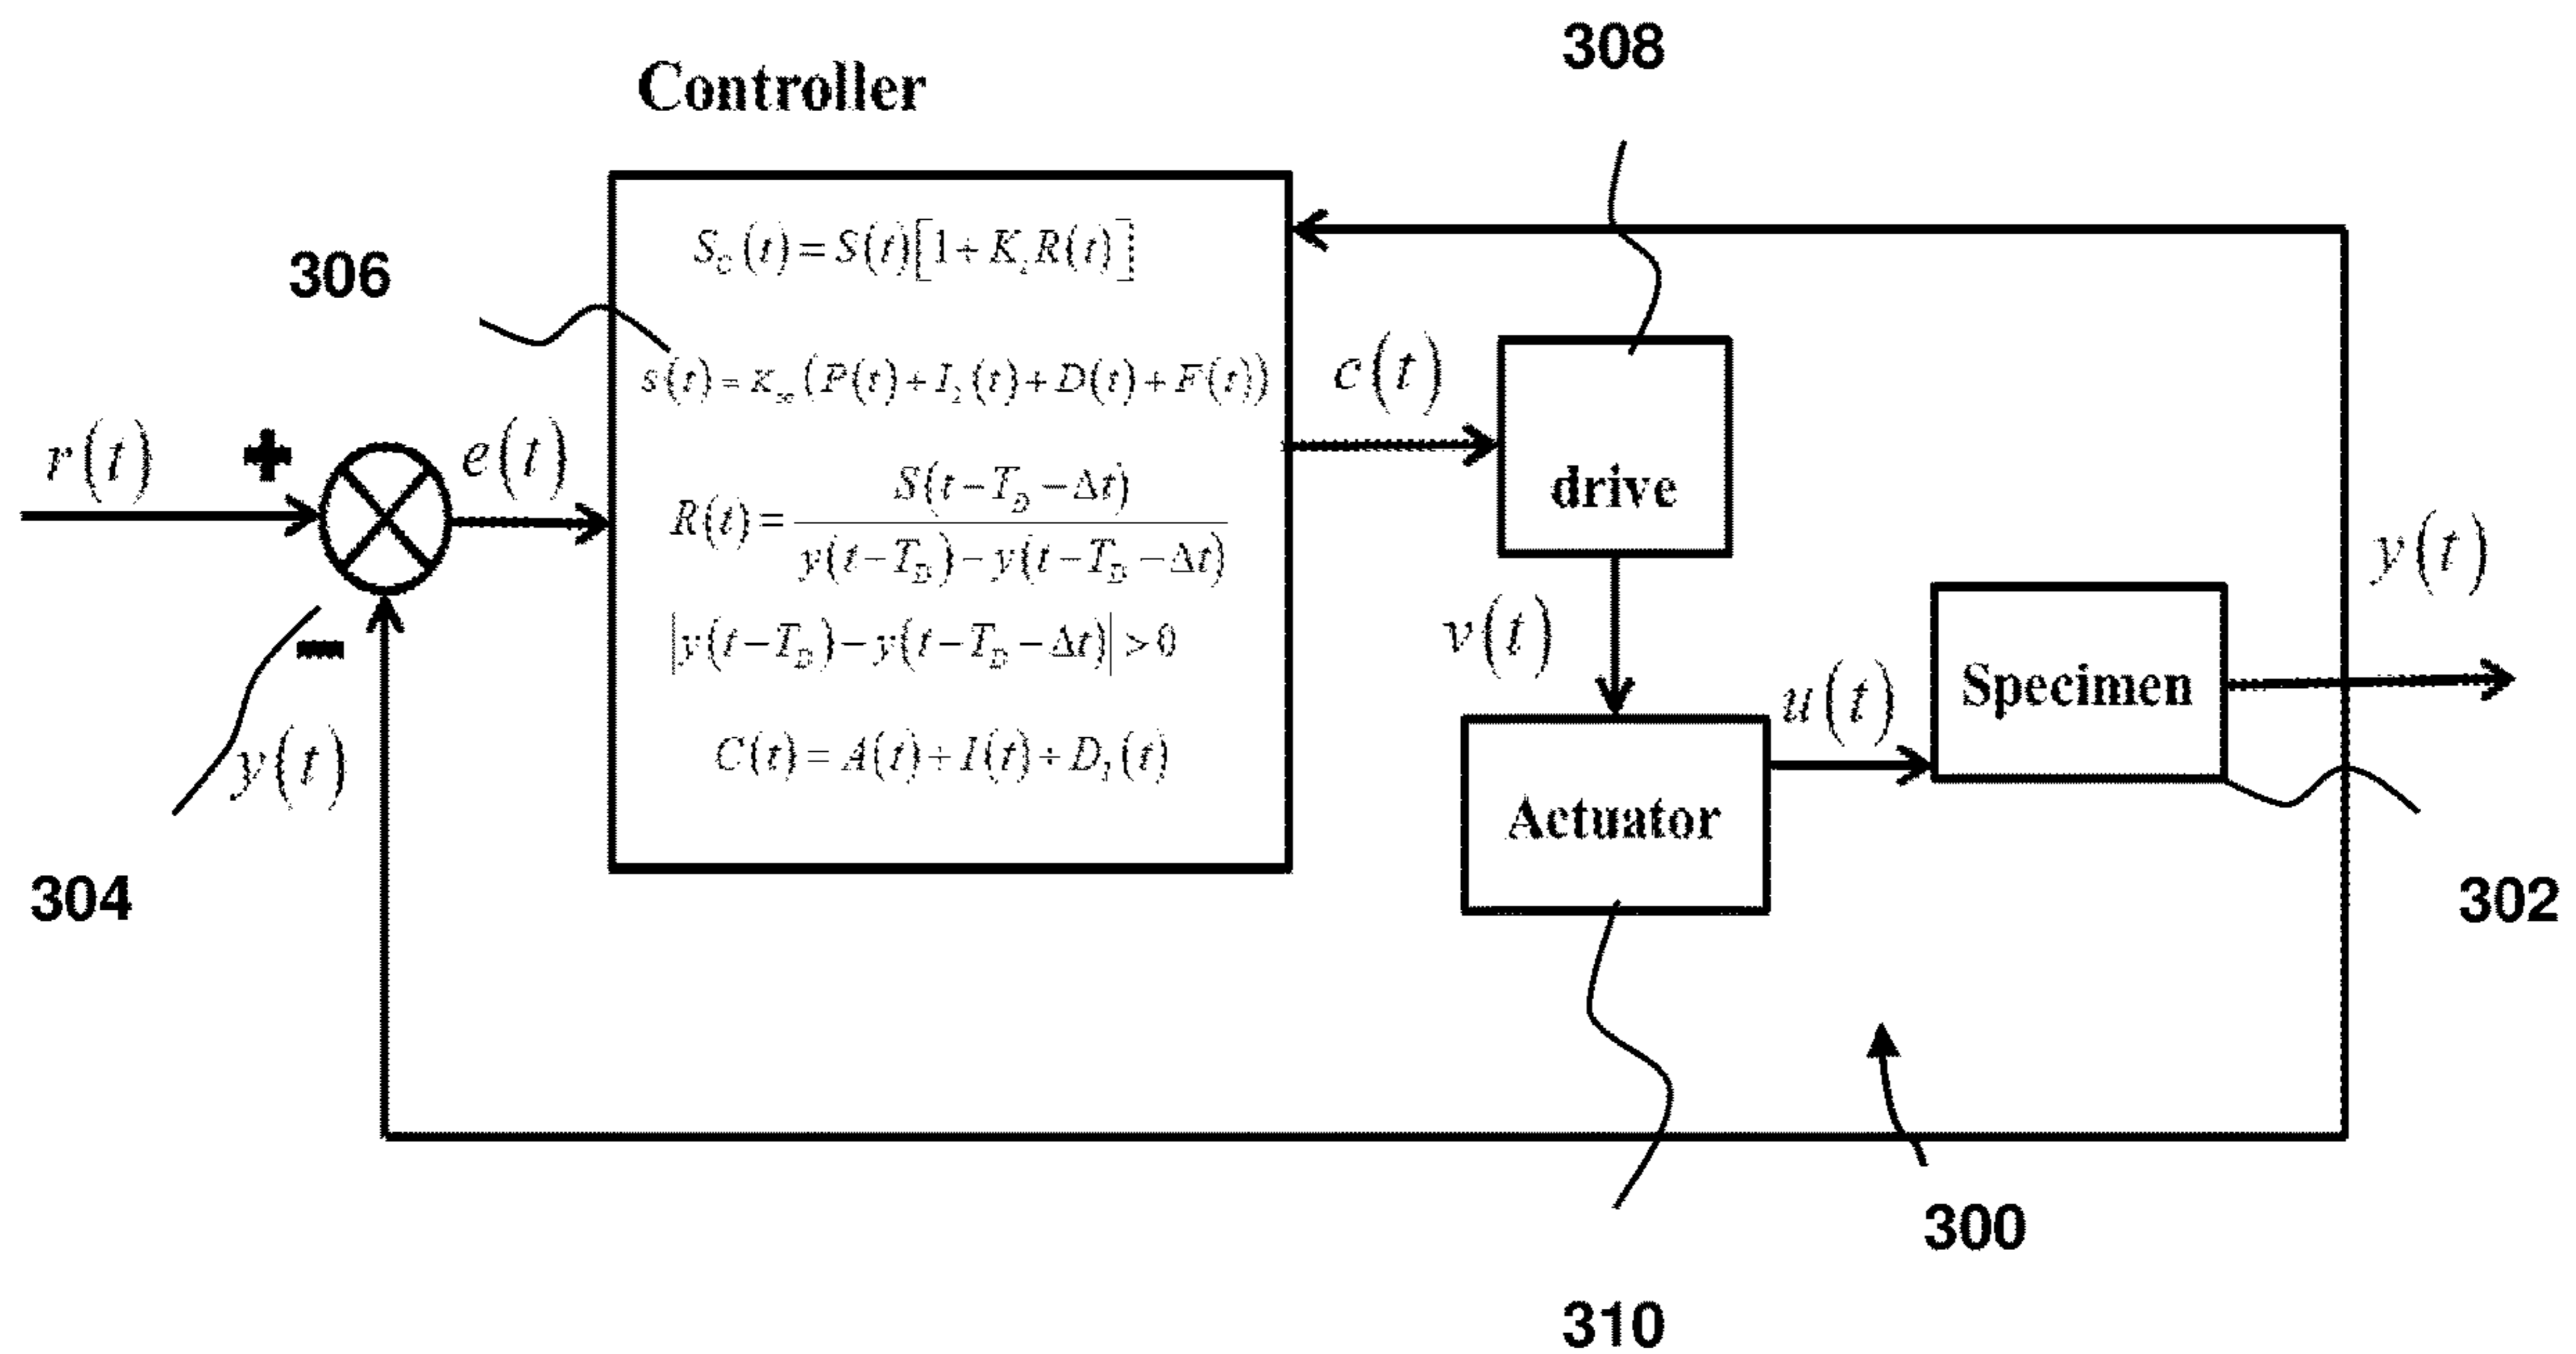 308
Controller
S_C(t) = S(t)[1 + K_i R(t)]
306
s(t) = K_se(P(t) + I_2(t) + D(t) + F(t))
c(t)
r(t)
+
e(t)
drive
R(t) = S(t − T_D − Δt) / y(t − T_D) − y(t − T_D − Δt)
y(t)
|y(t − T_D) − y(t − T_D − Δt)| > 0
v(t)
−
Specimen
u(t)
y(t)
C(t) = A(t) + I(t) + D_1(t)
Actuator
304
302
300
310